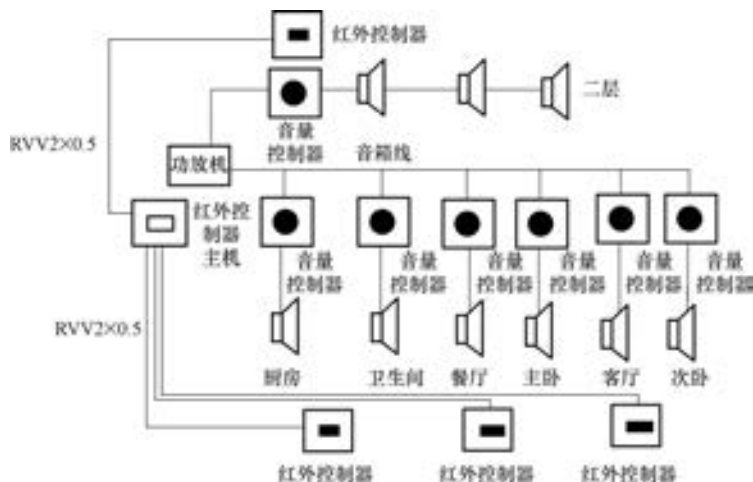 红外控制器
二层
RVV2×0.5
音量
控制器
音箱线
功放机
红外控
制器
主机
音量
控制器
音量
控制器
音量
控制器
音量
控制器
音量
控制器
音量
控制器
RVV2×0.5
厨房
卫生间
餐厅
主卧
客厅
次卧
红外控制器
红外控制器
红外控制器